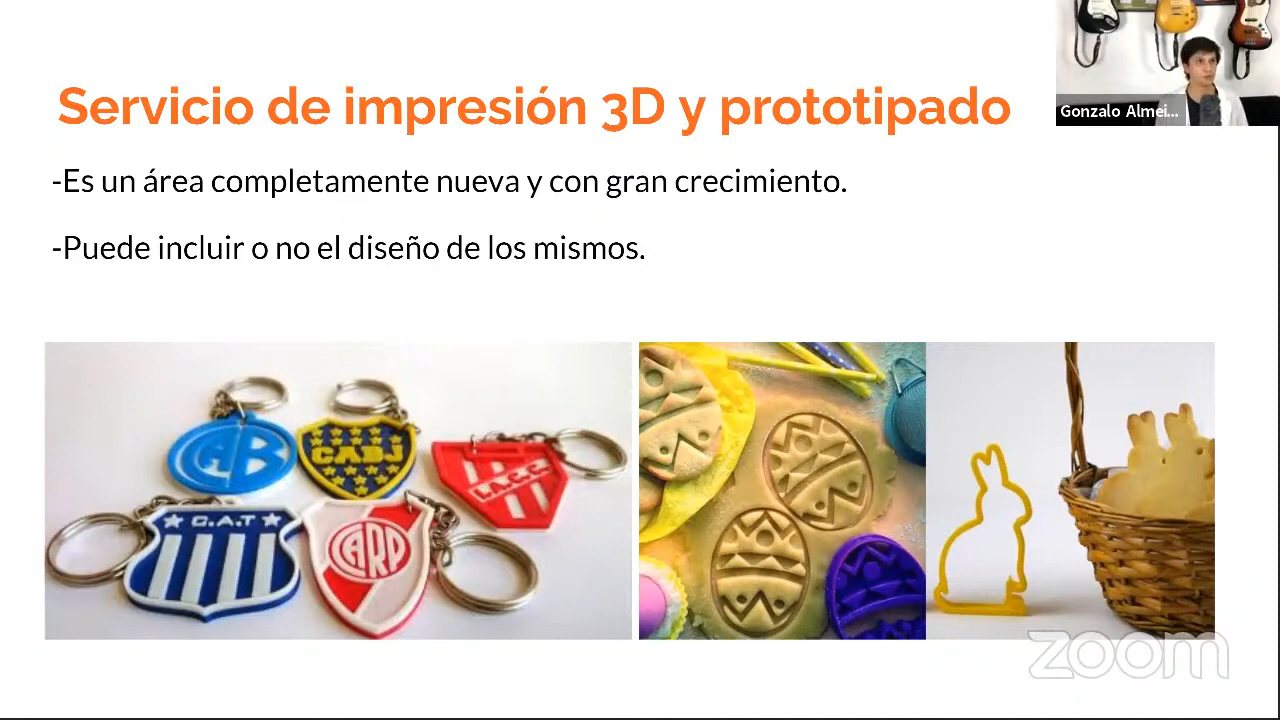 Servicio de impresión 3D y prototipado
Gonzalo Almei...
-Es un área completamente nueva y con gran crecimiento.
-Puede incluir o no el diseño de los mismos.
CAB
CABJ
I.A.C.C.
C.A.T
CARP
zoom